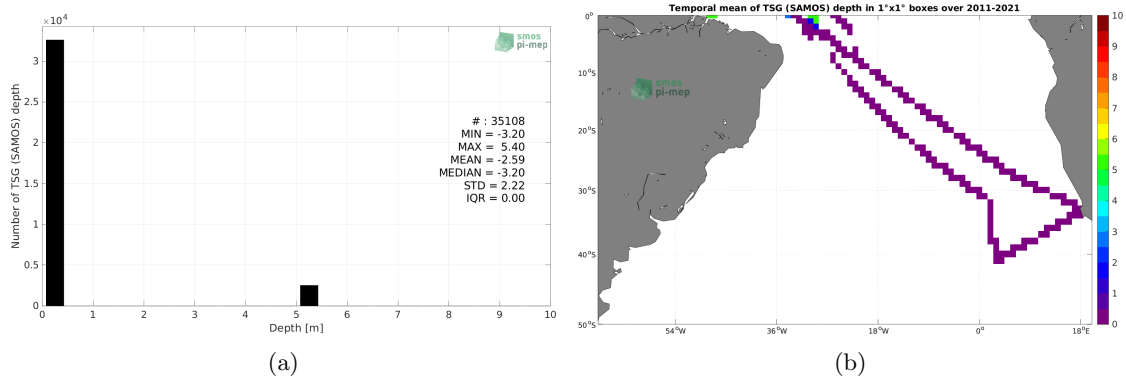 ×10⁴
3
2.5
2
1.5
1
0.5
0
0 1 2 3 4 5 6 7 8 9 10
Number of TSG (SAMOS) depth
Depth [m]
smos
pi-mep
# : 35108
MIN = -3.20
MAX = 5.40
MEAN = -2.59
MEDIAN = -3.20
STD = 2.22
IQR = 0.00
(a)
Temporal mean of TSG (SAMOS) depth in 1°x1° boxes over 2011-2021
0°
10°S
20°S
30°S
40°S
50°S
54°W 36°W 18°W 0° 18°E
smos
pi-mep
10
9
8
7
6
5
4
3
2
1
0
(b)